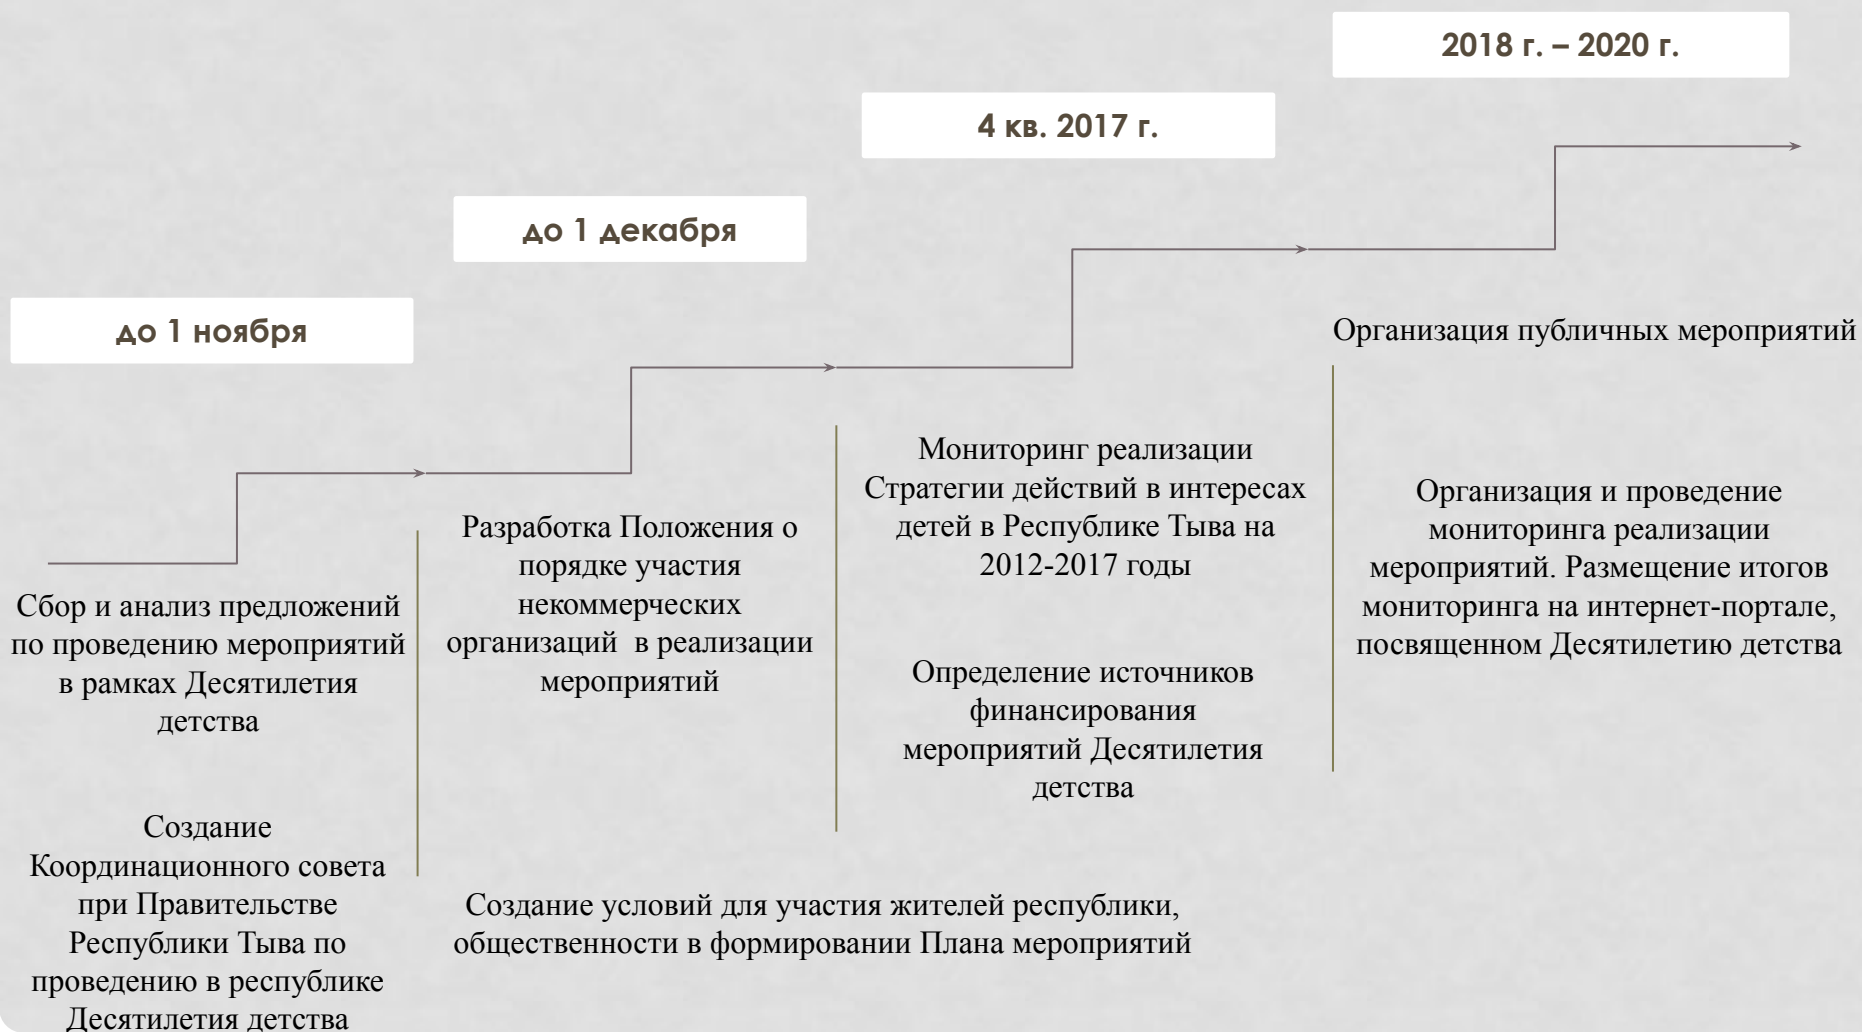 2018 г. – 2020 г.
4 кв. 2017 г.
до 1 декабря
до 1 ноября
Сбор и анализ предложений
по проведению мероприятий
в рамках Десятилетия
детства
Создание
Координационного совета
при Правительстве
Республики Тыва по
проведению в республике
Десятилетия детства
Разработка Положения о
порядке участия
некоммерческих
организаций  в реализации
мероприятий
Мониторинг реализации
Стратегии действий в интересах
детей в Республике Тыва на
2012-2017 годы
Определение источников
финансирования
мероприятий Десятилетия
детства
Создание условий для участия жителей республики,
общественности в формировании Плана мероприятий
Организация публичных мероприятий
Организация и проведение
мониторинга реализации
мероприятий. Размещение итогов
мониторинга на интернет-портале,
посвященном Десятилетию детства